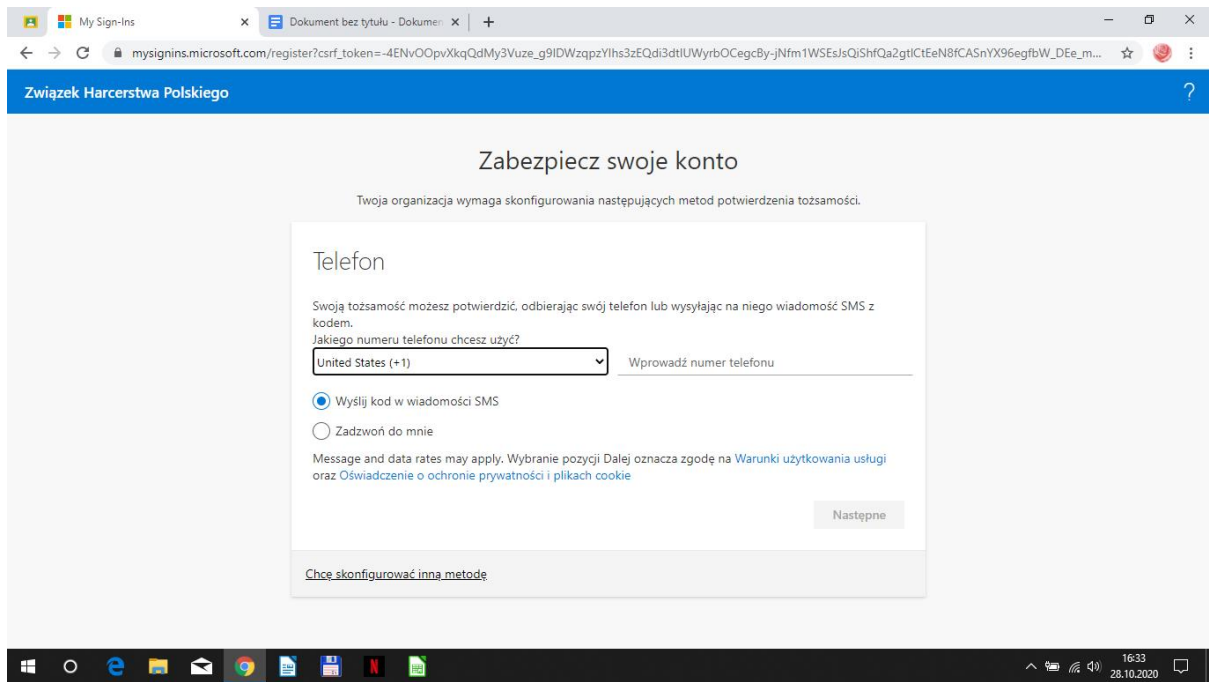 My Sign-Ins
Dokument bez tytułu - Dokumen
mysignins.microsoft.com/register?csrf_token=-4ENvOOpvXkqQdMy3Vuze_g9IDWzqpzYlhs3zEQdi3dtIUWyrbOCegcBy-jNfm1WSEsJsQiShfQa2gtlCtEeN8fCASnYX96egfbW_DEe_m...
Związek Harcerstwa Polskiego
?
Zabezpiecz swoje konto
Twoja organizacja wymaga skonfigurowania następujących metod potwierdzenia tożsamości.
Telefon
Swoją tożsamość możesz potwierdzić, odbierając swój telefon lub wysyłając na niego wiadomość SMS z
kodem.
Jakiego numeru telefonu chcesz użyć?
United States (+1)
Wprowadź numer telefonu
Wyślij kod w wiadomości SMS
Zadzwoń do mnie
Message and data rates may apply. Wybranie pozycji Dalej oznacza zgodę na Warunki użytkowania usługi
oraz Oświadczenie o ochronie prywatności i plikach cookie
Następne
Chcę skonfigurować inną metodę
16:33
28.10.2020